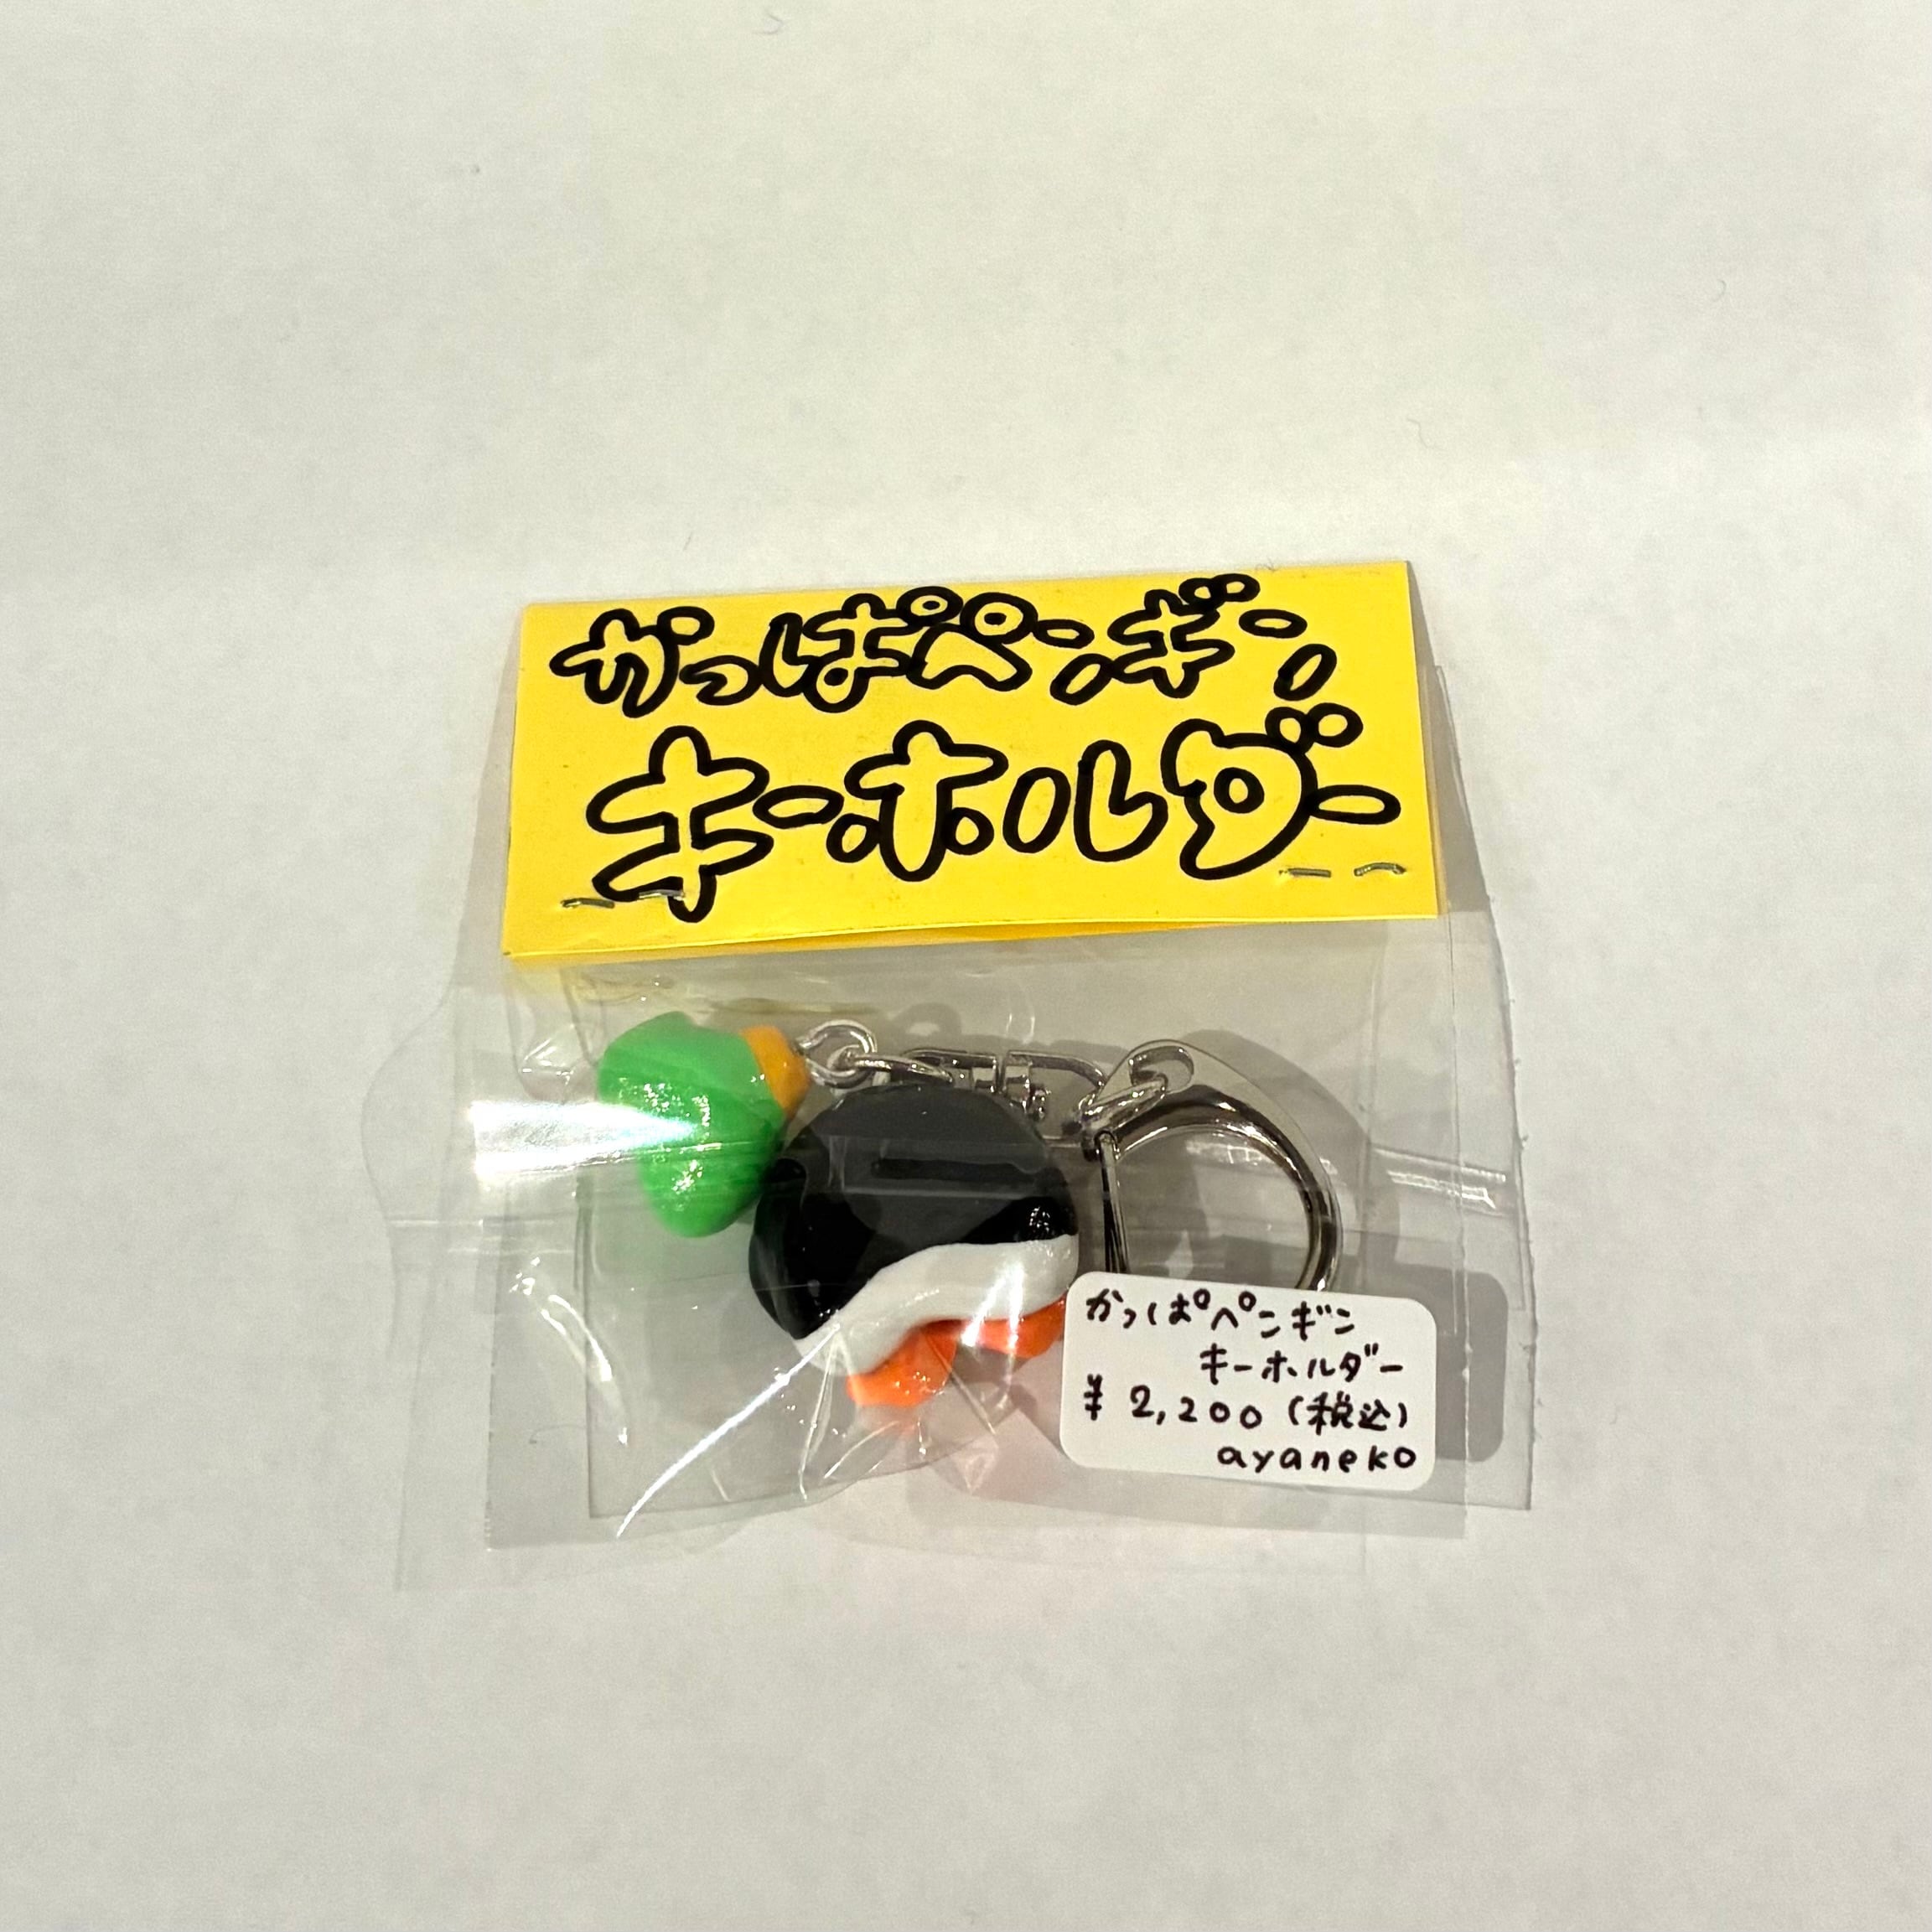 かっぱペンギン
キーホルダー
かっぱペンギン
キーホルダー
¥2,200(税込)
ayaneko